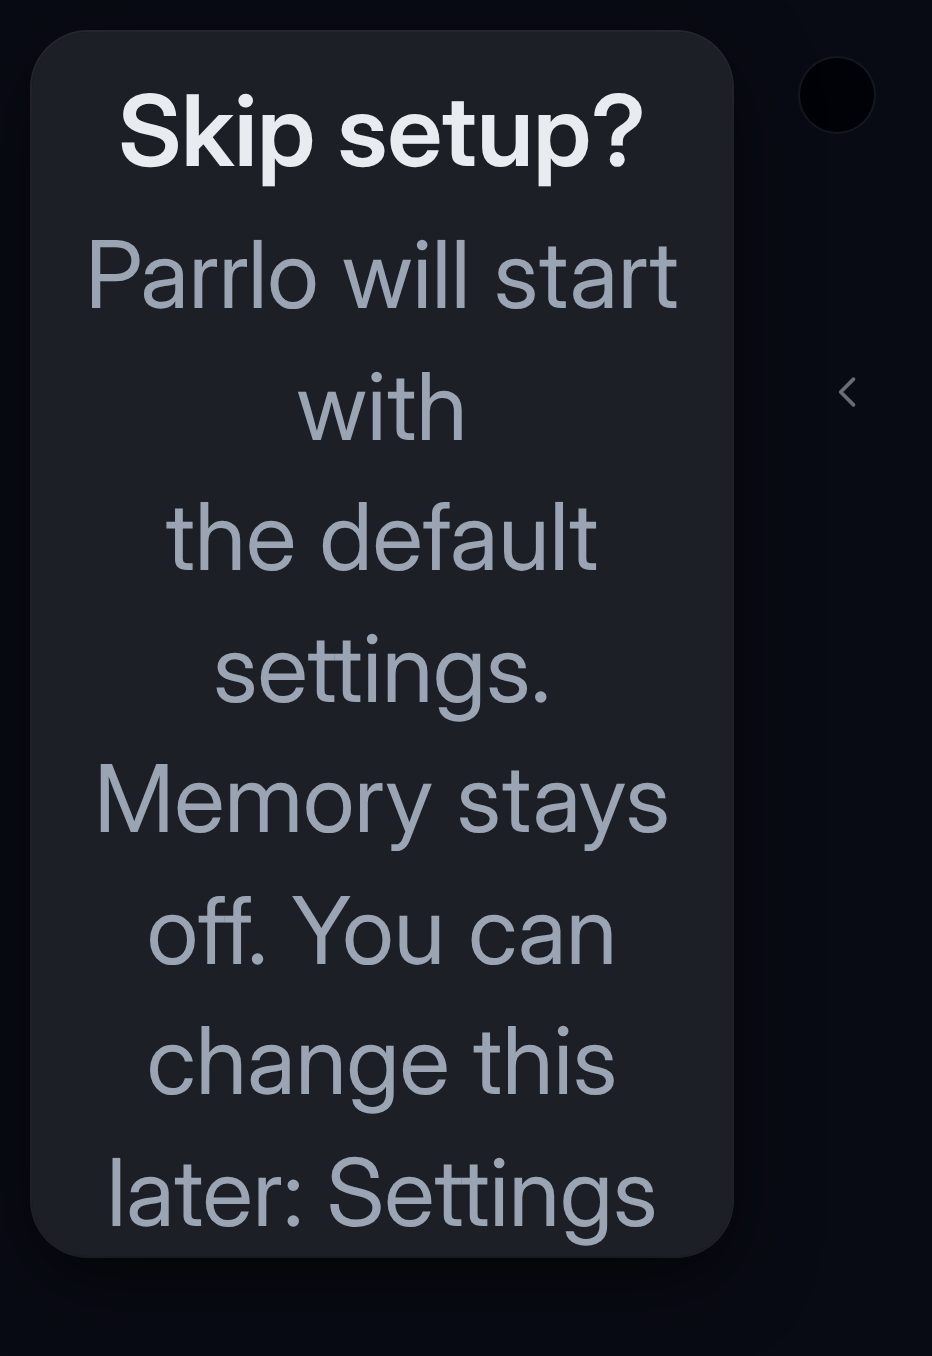 Skip setup?
Parrlo will start
with
the default
settings.
Memory stays
off. You can
change this
later: Settings